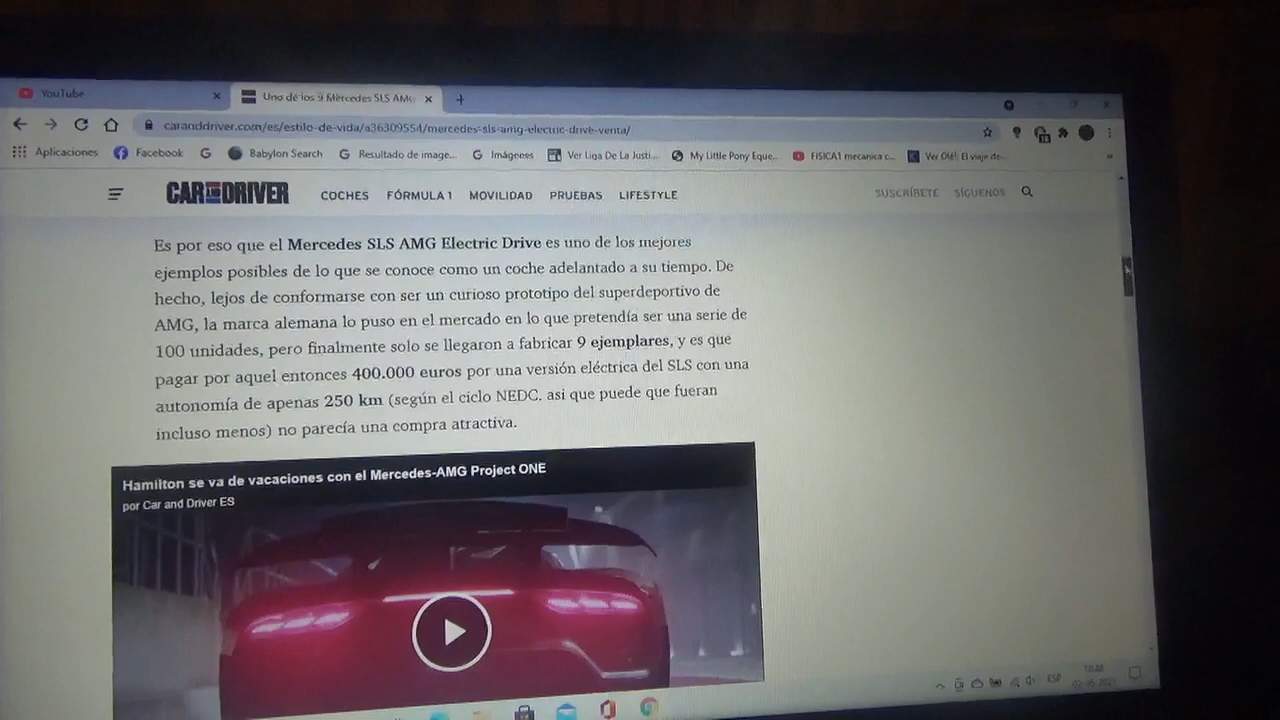 YouTube
Uno de los 9 Mercedes SLS AMG
caranddriver.com/es/estilo-de-vida/a36309554/mercedes-sls-amg-electric-drive-venta/
Aplicaciones Facebook Babylon Search Resultado de image... Imágenes Ver Liga De La Justi... My Little Pony Eque... FISICA1 mecanica c... Ver Olé! El viaje de...
CAR AND DRIVER COCHES FÓRMULA 1 MOVILIDAD PRUEBAS LIFESTYLE SUSCRÍBETE SÍGUENOS
Es por eso que el Mercedes SLS AMG Electric Drive es uno de los mejores
ejemplos posibles de lo que se conoce como un coche adelantado a su tiempo. De
hecho, lejos de conformarse con ser un curioso prototipo del superdeportivo de
AMG, la marca alemana lo puso en el mercado en lo que pretendía ser una serie de
100 unidades, pero finalmente solo se llegaron a fabricar 9 ejemplares, y es que
pagar por aquel entonces 400.000 euros por una versión eléctrica del SLS con una
autonomía de apenas 250 km (según el ciclo NEDC. asi que puede que fueran
incluso menos) no parecía una compra atractiva.
Hamilton se va de vacaciones con el Mercedes-AMG Project ONE
por Car and Driver ES
ESP